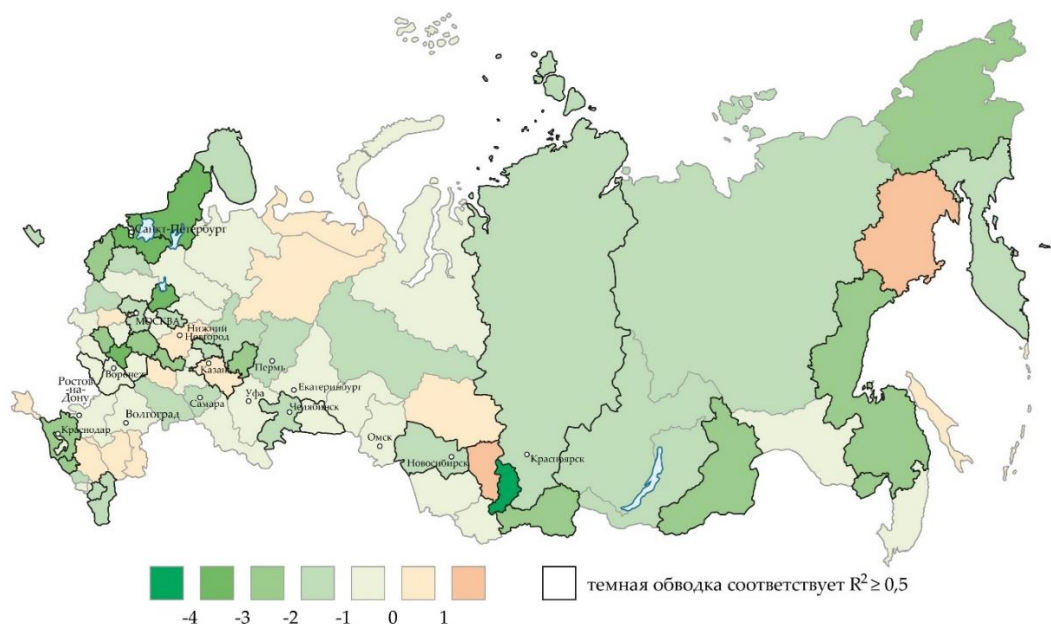 Санкт-Петербург
МОСКВА
Нижний
Новгород
Казань
Пермь
Воронеж
Ростов
-на-
Дону
Екатеринбург
Уфа
Челябинск
Самара
Волгоград
Краснодар
Омск
Новосибирск
Красноярск
-4 -3 -2 -1 0 1
темная обводка соответствует R² ≥ 0,5